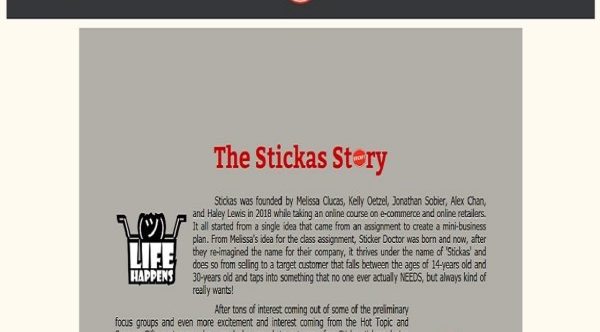 The Stickas Story
Stickas was founded by Melissa Clucas, Kelly Oetzel, Jonathan Sobier, Alex Chan,
and Haley Lewis in 2018 while taking an online course on e-commerce and online retailers.
It all started from a single idea that came from an assignment to create a mini-business
plan. From Melissa's idea for the class assignment, Sticker Doctor was born and now, after
they re-imagined the name for their company, it thrives under the name of 'Stickas' and
does so from selling to a target customer that falls between the ages of 14-years old and
30-years old and taps into something that no one ever actually NEEDS, but always kind of
really wants!
LIFE
HAPPENS
After tons of interest coming out of some of the preliminary
focus groups and even more excitement and interest coming from the Hot Topic and